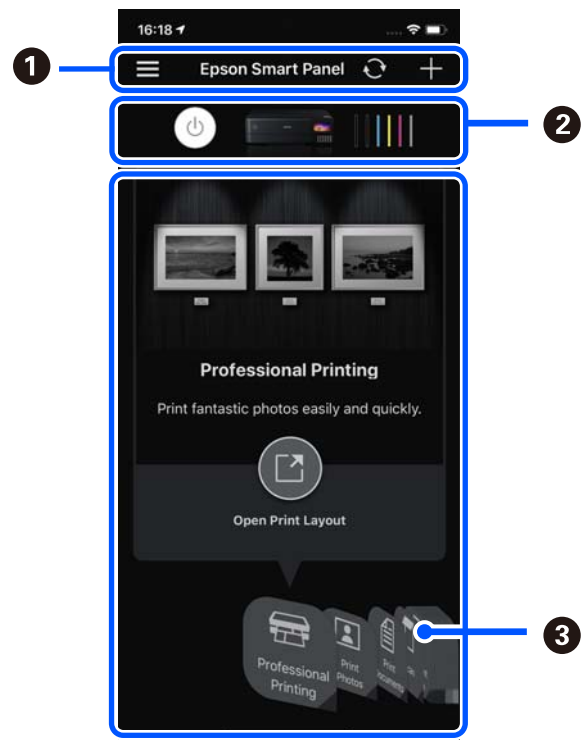 16:18
1
Epson Smart Panel
2
Professional Printing
Print fantastic photos easily and quickly.
Open Print Layout
3
Professional
Printing
Print
Photos
Print